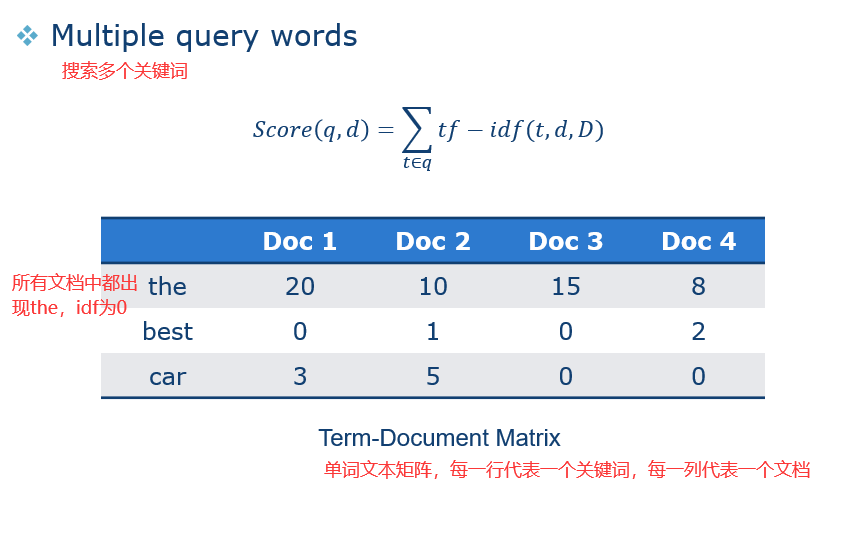 ❖ Multiple query words
搜索多个关键词
Score(q, d) = ∑ tf − idf(t, d, D)
t∈q
Doc 1 Doc 2 Doc 3 Doc 4
所有文档中都出
现the，idf为0
the 20 10 15 8
best 0 1 0 2
car 3 5 0 0
Term-Document Matrix
单词文本矩阵，每一行代表一个关键词，每一列代表一个文档